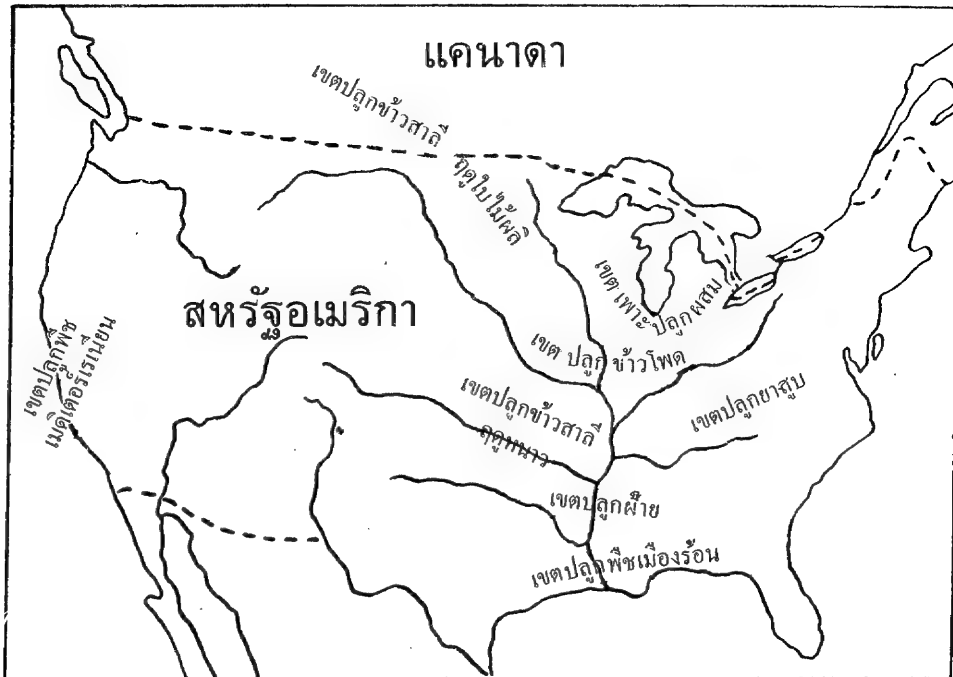 แคนาดา
เขตปลูกข้าวสาลี
ฤดูใบไม้ผลิ
เขต เพาะ ปลูก ผสม
สหรัฐอเมริกา
เขต ปลูก ข้าวโพด
เขตปลูกพืช
เมดิเตอร์เรเนียน
เขตปลูกข้าวสาลี
ฤดูหนาว
เขตปลูกยาสูบ
เขตปลูกฝ้าย
เขตปลูกพืชเมืองร้อน